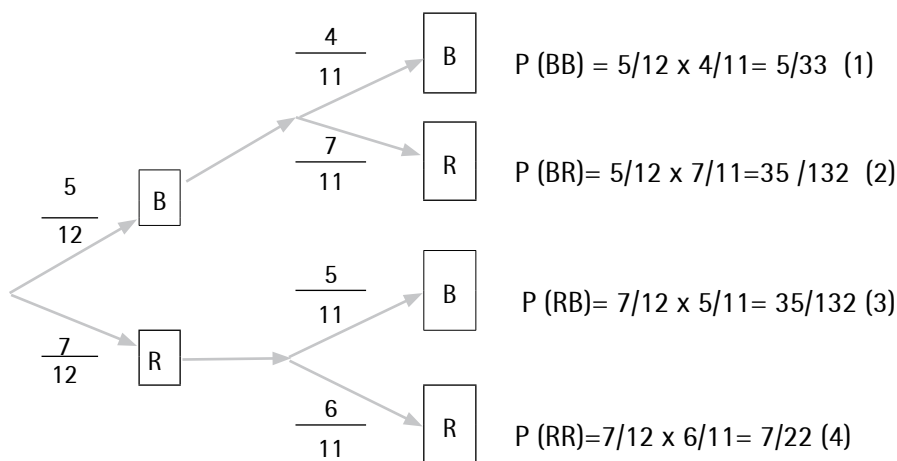 4
11
B
P (BB) = 5/12 x 4/11= 5/33 (1)
7
11
R
P (BR)= 5/12 x 7/11=35 /132 (2)
5
12
B
5
11
B
P (RB)= 7/12 x 5/11= 35/132 (3)
7
12
R
6
11
R
P (RR)=7/12 x 6/11= 7/22 (4)